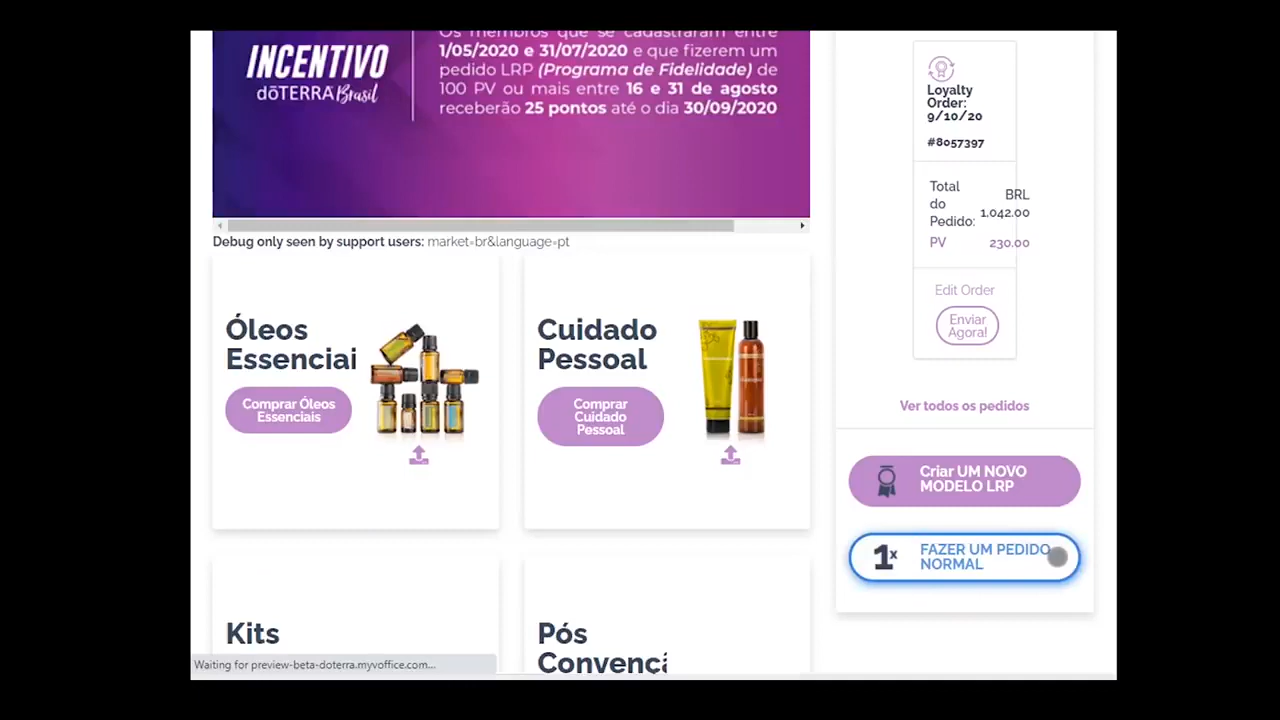 Os membros que se cadastraram entre
1/05/2020 e 31/07/2020 e que fizerem um
pedido LRP (Programa de Fidelidade) de
100 PV ou mais entre 16 e 31 de agosto
receberão 25 pontos até o dia 30/09/2020
INCENTIVO
dōTERRA Brasil
Debug only seen by support users: market=br&language=pt
Óleos
Essenciai
Comprar Óleos
Essenciais
Cuidado
Pessoal
Comprar
Cuidado
Pessoal
Kits
Pós
Convençã
Loyalty
Order:
9/10/20
#8057397
Total
do
Pedido:
BRL
1,042.00
PV 230.00
Edit Order
Enviar
Agora!
Ver todos os pedidos
Criar UM NOVO
MODELO LRP
1x
FAZER UM PEDIDO
NORMAL
Waiting for preview-beta-doterra.myvoffice.com...